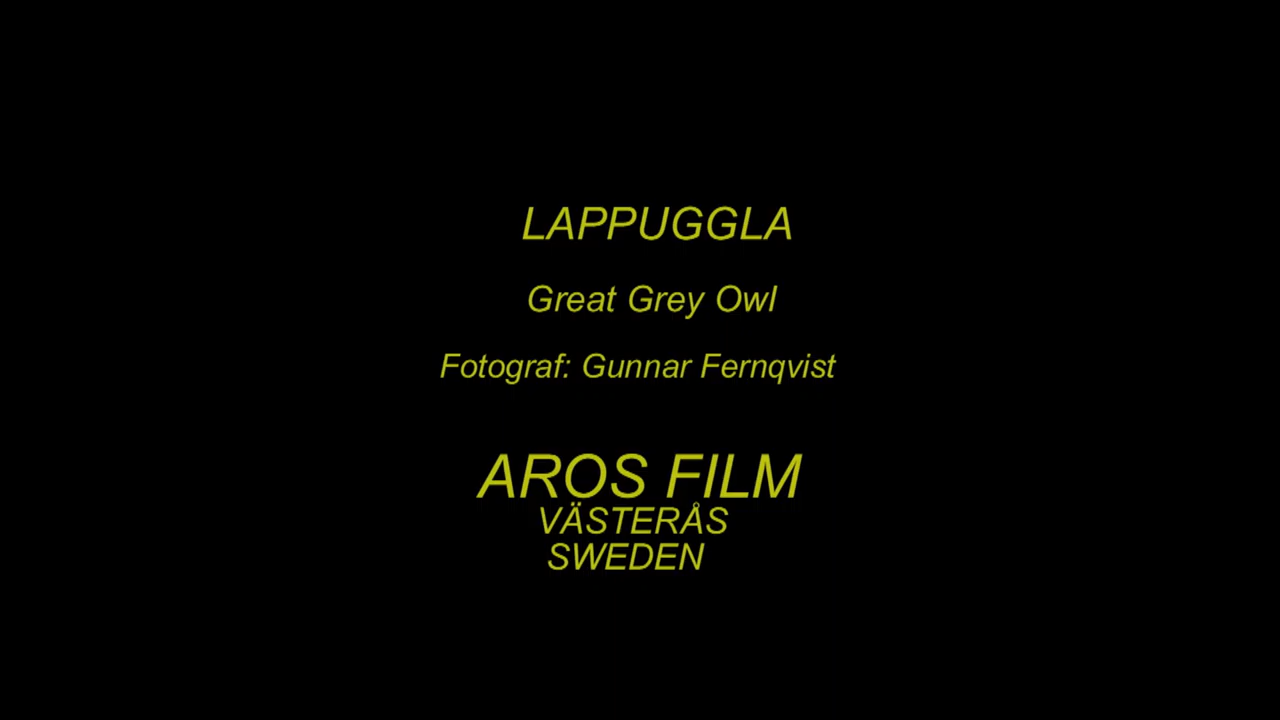 LAPPUGGLA
Great Grey Owl
Fotograf: Gunnar Fernqvist
AROS FILM
VÄSTERÅS
SWEDEN